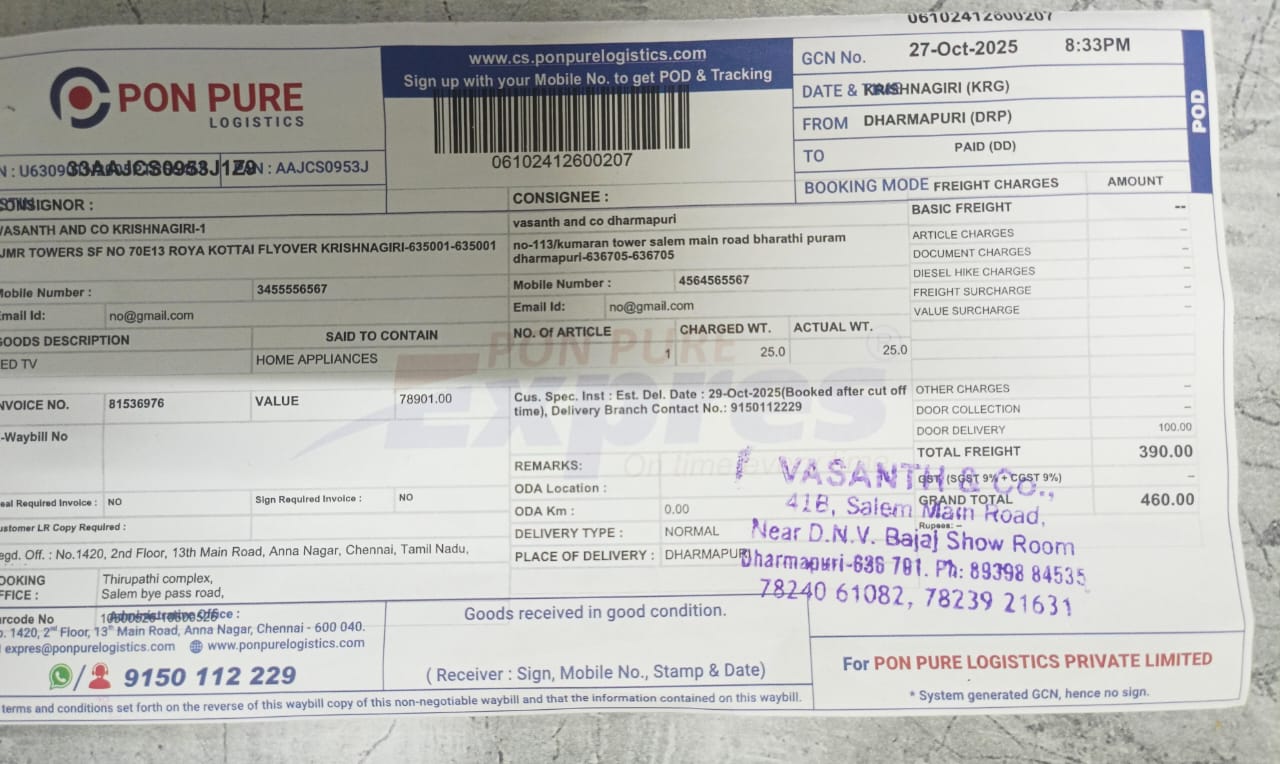 06102412600207
www.cs.ponpurelogistics.com
Sign up with your Mobile No. to get POD & Tracking
PON PURE
LOGISTICS
06102412600207
GCN No. 27-Oct-2025 8:33PM
DATE & KRISHNAGIRI (KRG)
FROM DHARMAPURI (DRP)
TO PAID (DD)
BOOKING MODE FREIGHT CHARGES AMOUNT
POD
N : U6309
33AAJCS0953J1Z9
N : AAJCS0953J
CONSIGNOR :
VASANTH AND CO KRISHNAGIRI-1
JMR TOWERS SF NO 70E13 ROYA KOTTAI FLYOVER KRISHNAGIRI-635001-635001
Mobile Number : 3455556567
Email Id: no@gmail.com
CONSIGNEE :
vasanth and co dharmapuri
no-113/kumaran tower salem main road bharathi puram
dharmapuri-636705-636705
Mobile Number : 4564565567
Email Id: no@gmail.com
GOODS DESCRIPTION SAID TO CONTAIN
ED TV HOME APPLIANCES
NO. Of ARTICLE CHARGED WT. ACTUAL WT.
1 25.0 25.0
PON PURE
Expres
On time
INVOICE NO. 81536976 VALUE 78901.00
-Waybill No
Cus. Spec. Inst : Est. Del. Date : 29-Oct-2025(Booked after cut off
time), Delivery Branch Contact No.: 9150112229
REMARKS:
ODA Location :
ODA Km : 0.00
DELIVERY TYPE : NORMAL
PLACE OF DELIVERY : DHARMAPURI
eal Required Invoice : NO Sign Required Invoice : NO
ustomer LR Copy Required :
egd. Off. : No.1420, 2nd Floor, 13th Main Road, Anna Nagar, Chennai, Tamil Nadu,
OOKING
FFICE :
Thirupathi complex,
Salem bye pass road,
rcode No
Administrative Office :
o. 1420, 2nd Floor, 13th Main Road, Anna Nagar, Chennai - 600 040.
expres@ponpurelogistics.com www.ponpurelogistics.com
9150 112 229
BASIC FREIGHT --
ARTICLE CHARGES –
DOCUMENT CHARGES –
DIESEL HIKE CHARGES –
FREIGHT SURCHARGE –
VALUE SURCHARGE –
OTHER CHARGES –
DOOR COLLECTION –
DOOR DELIVERY 100.00
TOTAL FREIGHT 390.00
GST (SGST 9% + CGST 9%) –
GRAND TOTAL 460.00
Rupees: –
VASANTH & Co.,
41B, Salem Main Road,
Near D.N.V. Bajaj Show Room
Dharmapuri-636 701. Ph: 89398 84535
78240 61082, 78239 21631
Goods received in good condition.
( Receiver : Sign, Mobile No., Stamp & Date)
For PON PURE LOGISTICS PRIVATE LIMITED
* System generated GCN, hence no sign.
terms and conditions set forth on the reverse of this waybill copy of this non-negotiable waybill and that the information contained on this waybill.